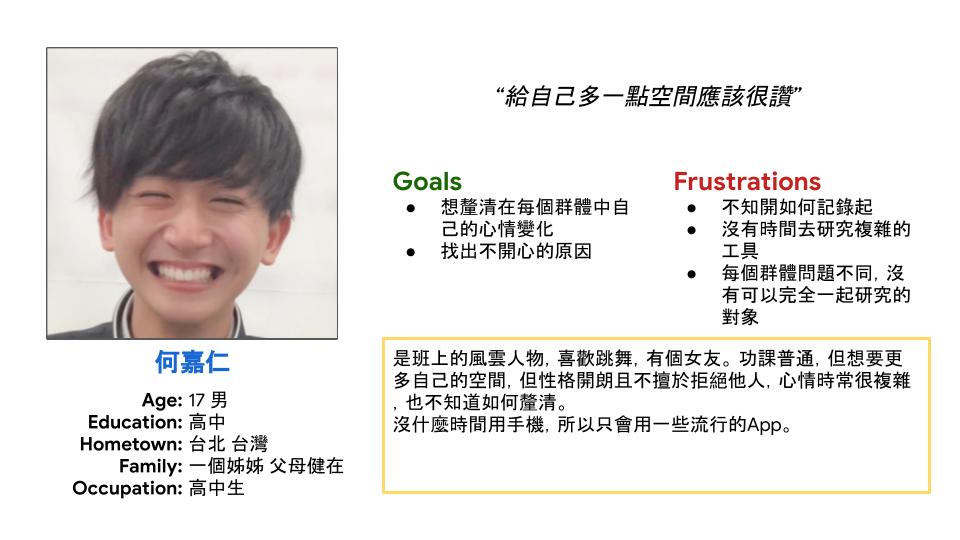 “給自己多一點空間應該很讚”
Goals
● 想釐清在每個群體中自
己的心情變化
● 找出不開心的原因
Frustrations
● 不知開如何記錄起
● 沒有時間去研究複雜的
工具
● 每個群體問題不同, 沒
有可以完全一起研究的
對象
何嘉仁
Age: 17 男
Education: 高中
Hometown: 台北 台灣
Family: 一個姊姊 父母健在
Occupation: 高中生
是班上的風雲人物, 喜歡跳舞, 有個女友。功課普通, 但想要更
多自己的空間, 但性格開朗且不擅於拒絕他人, 心情時常很複雜
, 也不知道如何釐清。
沒什麼時間用手機, 所以只會用一些流行的App。